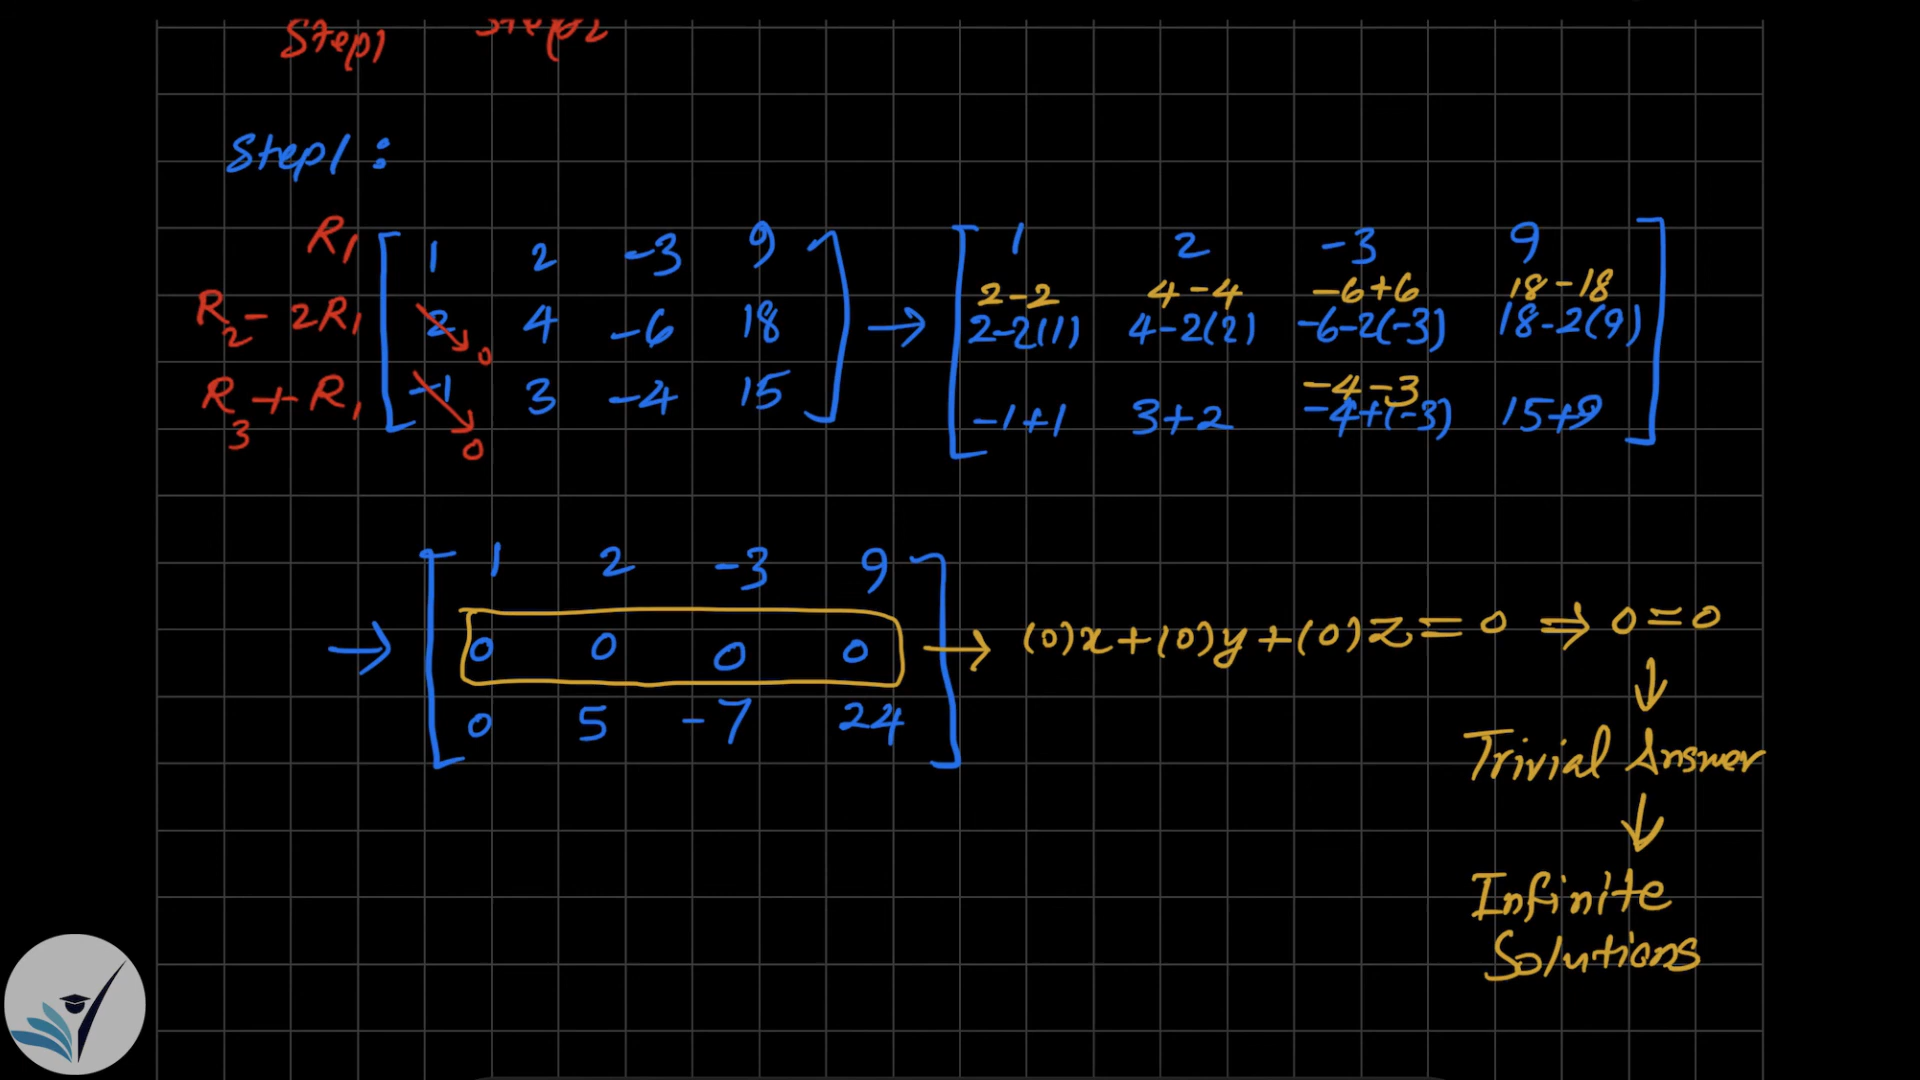 Step1 Step2
Step1 :
R1 1 2 -3 9 → 1 2 -3 9
2-2 4-4 -6+6 18-18
R2 - 2R1 2 0 4 -6 18 2-2(1) 4-2(2) -6-2(-3) 18-2(9)
-4-3
R3 + R1 -1 0 3 -4 15 -1+1 3+2 -4+(-3) 15+9
→ 1 2 -3 9
0 0 0 0 → (0)x+(0)y+(0)z=0 ⇒ 0=0
0 5 -7 24
↓
Trivial Answer
↓
Infinite
Solutions